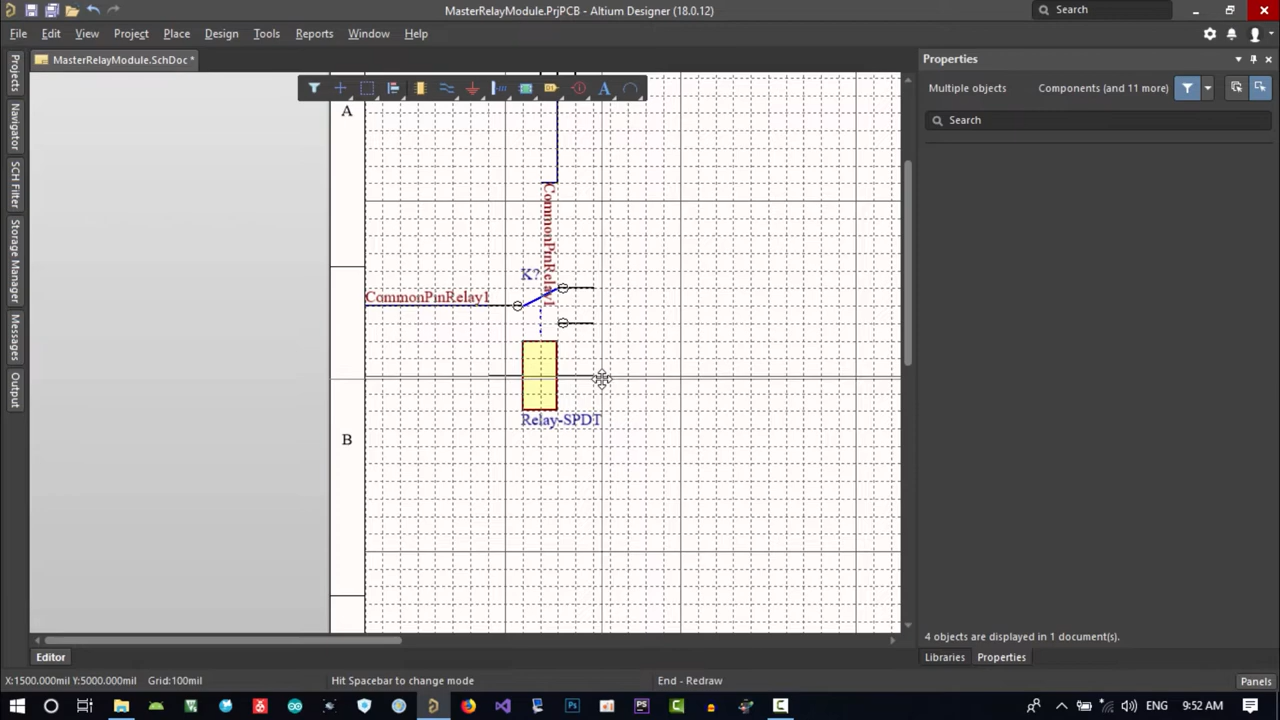 MasterRelayModule.PrjPCB - Altium Designer (18.0.12)
Search
File Edit View Project Place Design Tools Reports Window Help
MasterRelayModule.SchDoc *
Properties
Multiple objects Components (and 11 more)
Search
Projects
Navigator
SCH Filter
Storage Manager
Messages
Output
A
CommonPinRelay1
K?
CommonPinRelay1
Relay-SPDT
B
4 objects are displayed in 1 document(s).
Editor
Libraries Properties
X:1500.000mil Y:5000.000mil Grid:100mil Hit Spacebar to change mode End - Redraw Panels
ENG 9:52 AM